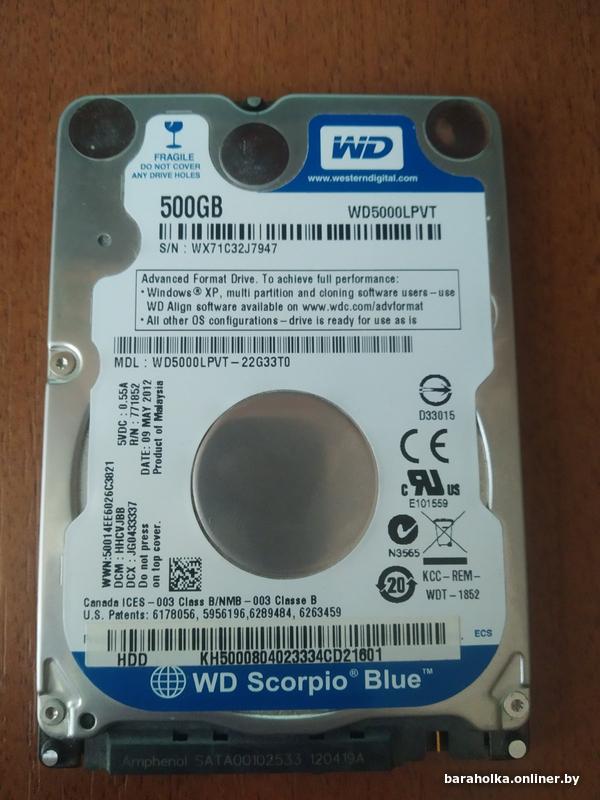 FRAGILE
DO NOT COVER
ANY DRIVE HOLES
WD
www.westerndigital.com
500GB
WD5000LPVT
S/N : WX71C32J7947
Advanced Format Drive. To achieve full performance:
• Windows® XP, multi partition and cloning software users - use
WD Align software available on www.wdc.com/advformat
• All other OS configurations - drive is ready for use as is
MDL : WD5000LPVT-22G33T0
5VDC : 0.55A
R/N : 771852
DATE: 09 MAY 2012
Product of Malaysia
WWN:50014EE6026C3821
DCM : HHCVJBB
DCX : JG0433337
Do not press
on top cover.
D33015
CE
c RU US
E101559
N3565
20
KCC-REM-
WDT-1852
Canada ICES - 003 Class B/NMB - 003 Classe B
U.S. Patents: 6178056, 5956196,6289484, 6263459
ECS
HDD KH5000804023334CD21601
WD Scorpio® Blue™
Amphenol SATA00102533 120419A
baraholka.onliner.by